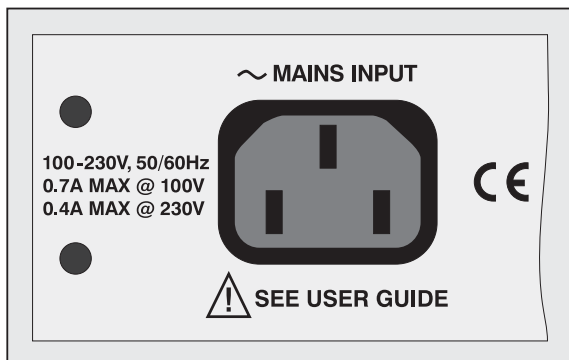 ～ MAINS INPUT
100-230V, 50/60Hz
0.7A MAX @ 100V
0.4A MAX @ 230V
CE
! SEE USER GUIDE